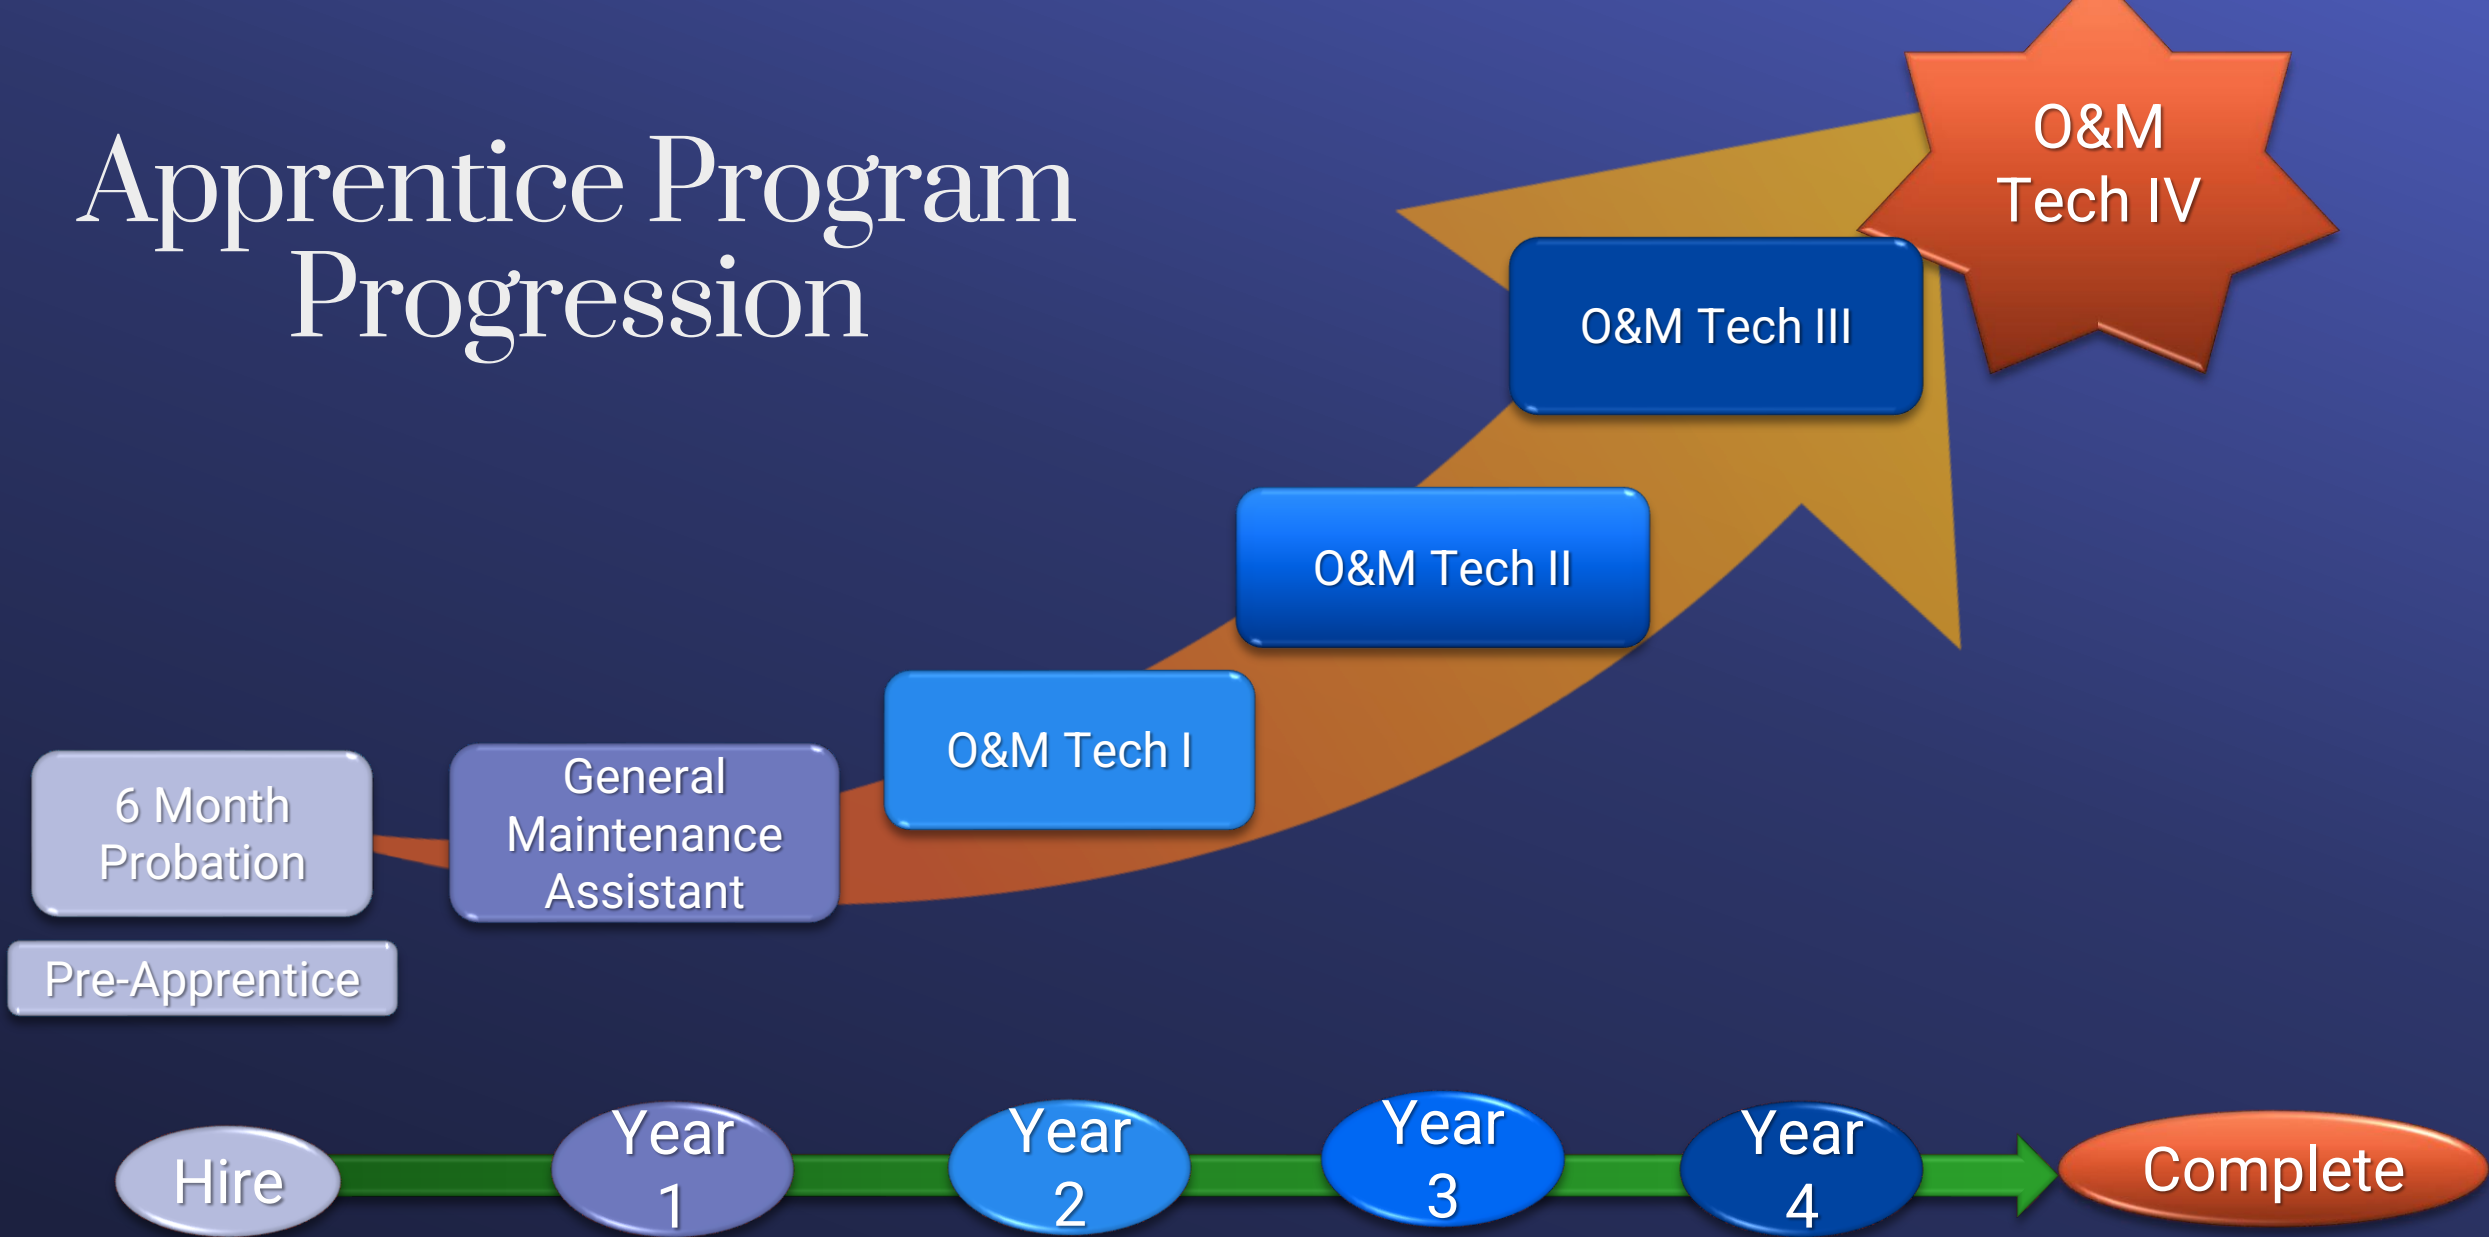 Apprentice Program
Progression
O&M
Tech IV
O&M Tech III
O&M Tech II
O&M Tech I
General
Maintenance
Assistant
6 Month
Probation
Pre-Apprentice
Hire
Year
1
Year
2
Year
3
Year
4
Complete